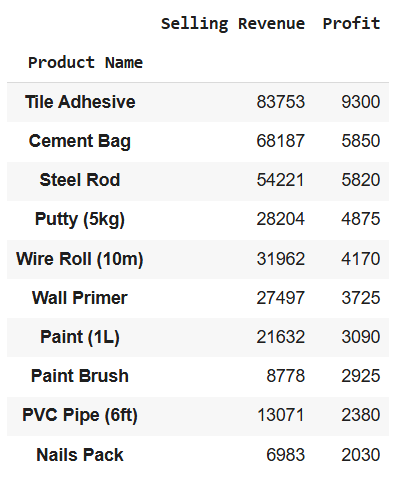 Selling Revenue Profit
Product Name
Tile Adhesive 83753 9300
Cement Bag 68187 5850
Steel Rod 54221 5820
Putty (5kg) 28204 4875
Wire Roll (10m) 31962 4170
Wall Primer 27497 3725
Paint (1L) 21632 3090
Paint Brush 8778 2925
PVC Pipe (6ft) 13071 2380
Nails Pack 6983 2030